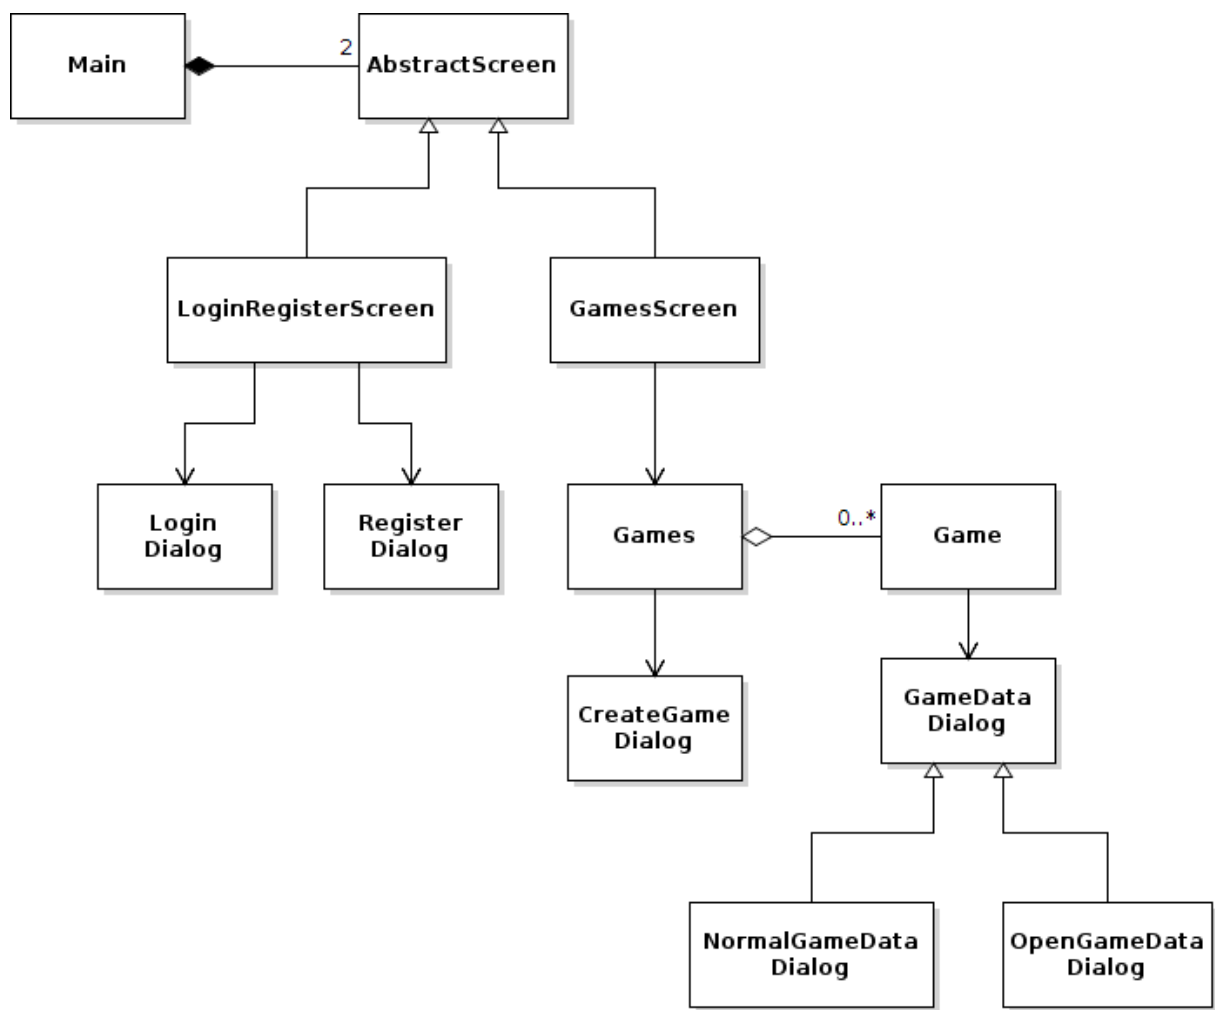 Main
2
AbstractScreen
LoginRegisterScreen
GamesScreen
Login
Dialog
Register
Dialog
Games
0..*
Game
CreateGame
Dialog
GameData
Dialog
NormalGameData
Dialog
OpenGameData
Dialog